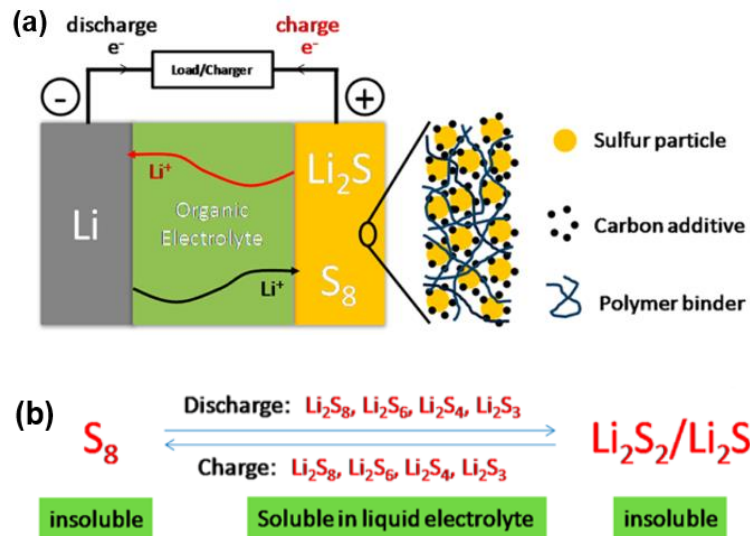 (a)
discharge
e⁻
charge
e⁻
Load/Charger
-
+
Li
Li⁺
Organic
Electrolyte
Li⁺
Li₂S
S₈
Sulfur particle
Carbon additive
Polymer binder
(b)
Discharge: Li₂S₈, Li₂S₆, Li₂S₄, Li₂S₃
S₈
Li₂S₂/Li₂S
Charge: Li₂S₈, Li₂S₆, Li₂S₄, Li₂S₃
insoluble
Soluble in liquid electrolyte
insoluble